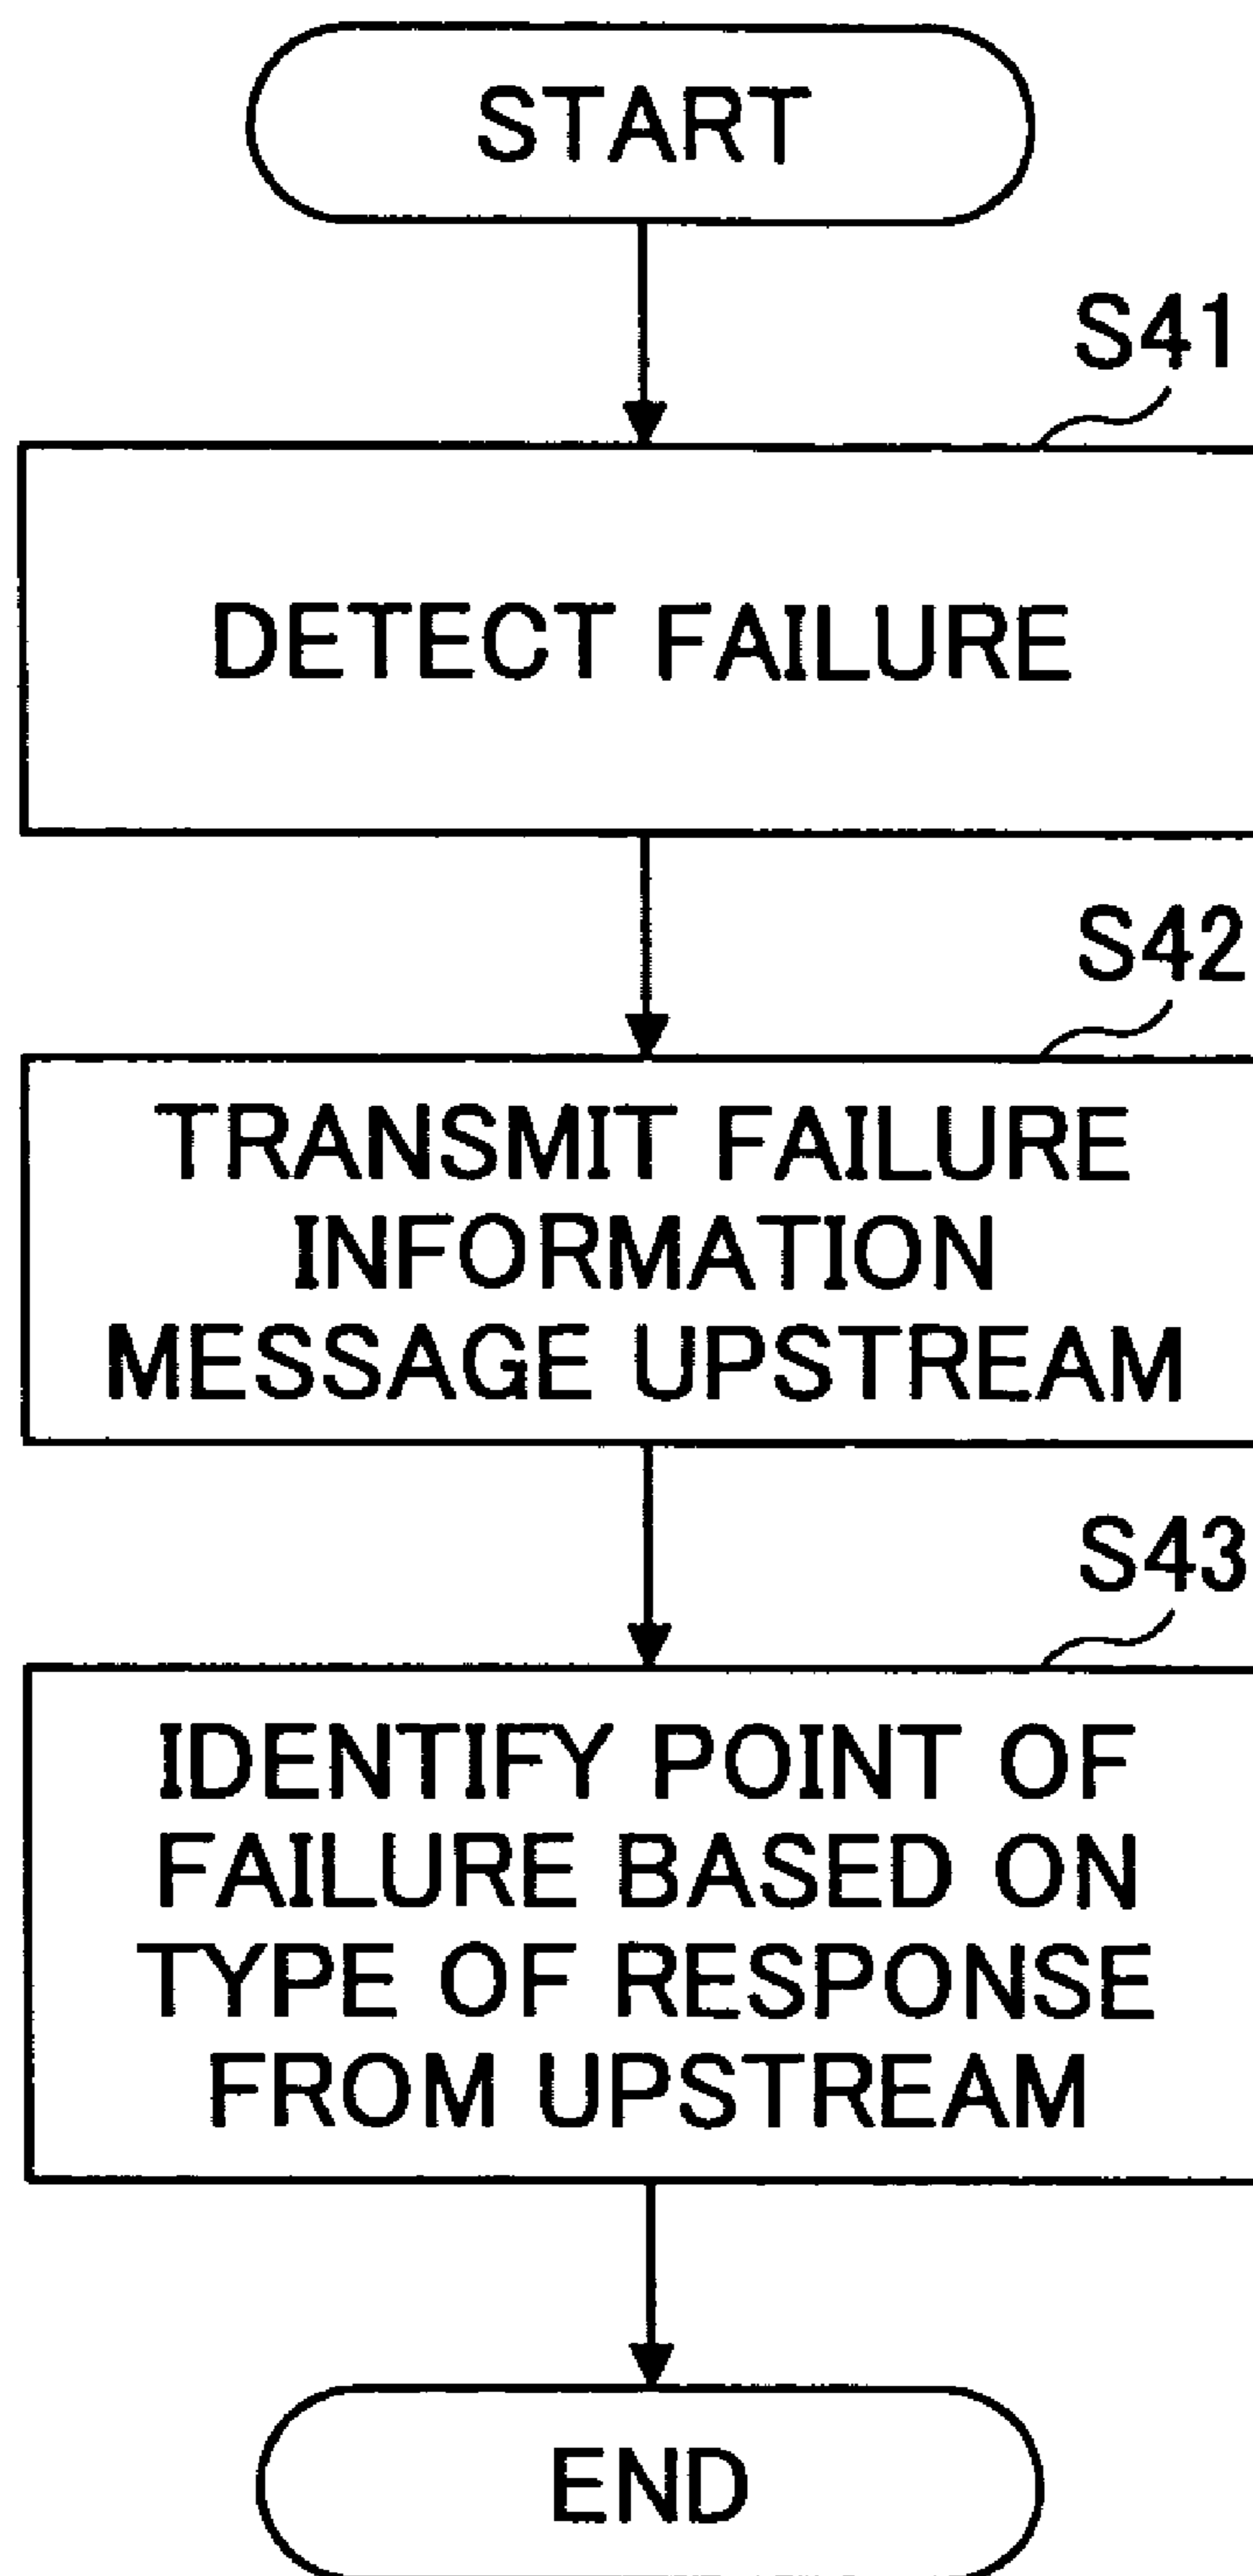 START
S41
DETECT FAILURE
S42
TRANSMIT FAILURE
INFORMATION
MESSAGE UPSTREAM
S43
IDENTIFY POINT OF
FAILURE BASED ON
TYPE OF RESPONSE
FROM UPSTREAM
END